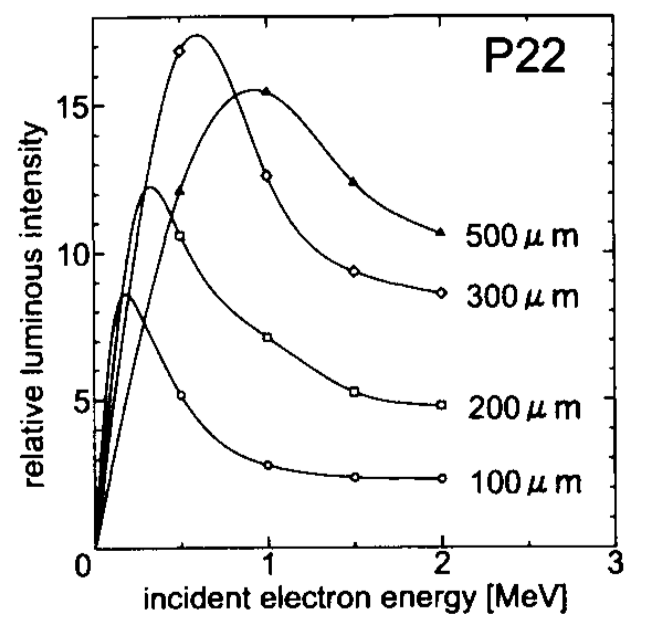 P22
15
10
5
0
1
2
3
relative luminous intensity
incident electron energy [MeV]
500 μ m
300 μ m
200 μ m
100 μ m